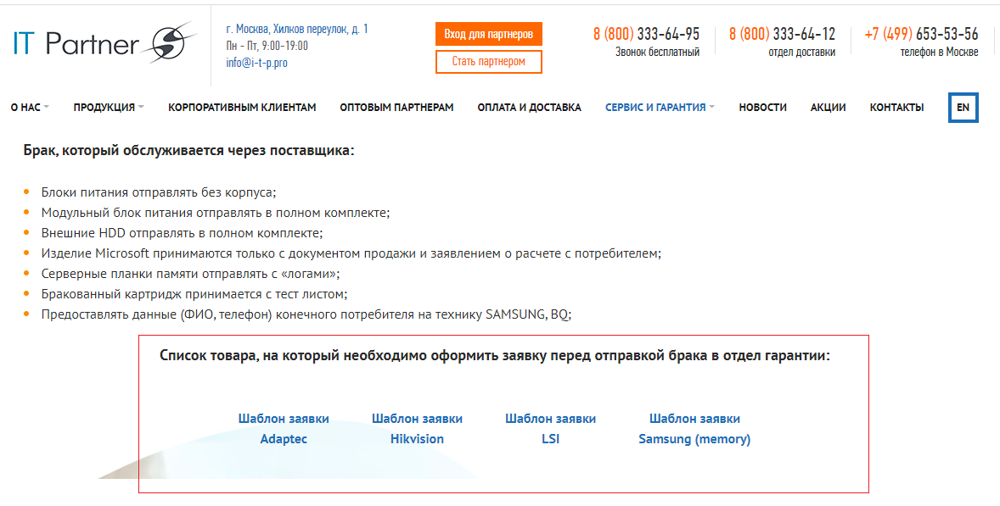 IT Partner
г. Москва, Хилков переулок, д. 1
Пн - Пт, 9:00-19:00
info@i-t-p.pro
Вход для партнеров
Стать партнером
8 (800) 333-64-95
Звонок бесплатный
8 (800) 333-64-12
отдел доставки
+7 (499) 653-53-56
телефон в Москве
О НАС ПРОДУКЦИЯ КОРПОРАТИВНЫМ КЛИЕНТАМ ОПТОВЫМ ПАРТНЕРАМ ОПЛАТА И ДОСТАВКА СЕРВИС И ГАРАНТИЯ НОВОСТИ АКЦИИ КОНТАКТЫ EN
Брак, который обслуживается через поставщика:
Блоки питания отправлять без корпуса;
Модульный блок питания отправлять в полном комплекте;
Внешние HDD отправлять в полном комплекте;
Изделие Microsoft принимаются только с документом продажи и заявлением о расчете с потребителем;
Серверные планки памяти отправлять с «логами»;
Бракованный картридж принимается с тест листом;
Предоставлять данные (ФИО, телефон) конечного потребителя на технику SAMSUNG, BQ;
Список товара, на который необходимо оформить заявку перед отправкой брака в отдел гарантии:
Шаблон заявки
Adaptec
Шаблон заявки
Hikvision
Шаблон заявки
LSI
Шаблон заявки
Samsung (memory)